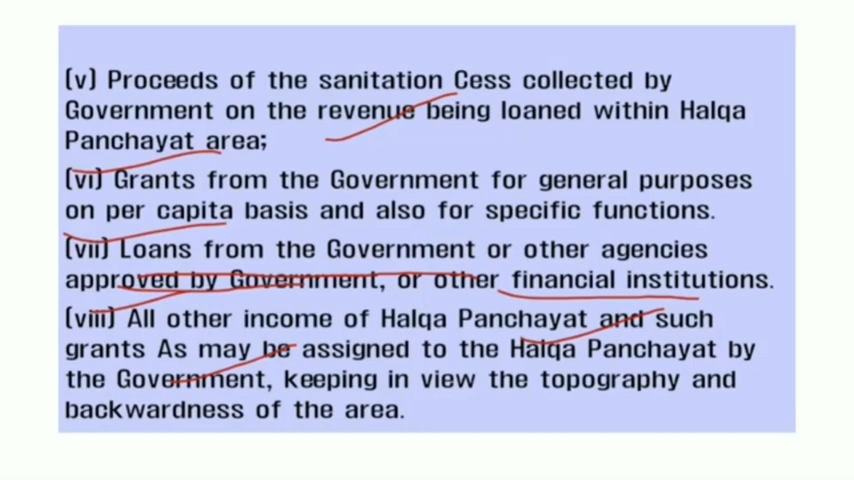 (v) Proceeds of the sanitation Cess collected by
Government on the revenue being loaned within Halqa
Panchayat area;
(vi) Grants from the Government for general purposes
on per capita basis and also for specific functions.
(vii) Loans from the Government or other agencies
approved by Government, or other financial institutions.
(viii) All other income of Halqa Panchayat and such
grants As may be assigned to the Halqa Panchayat by
the Government, keeping in view the topography and
backwardness of the area.